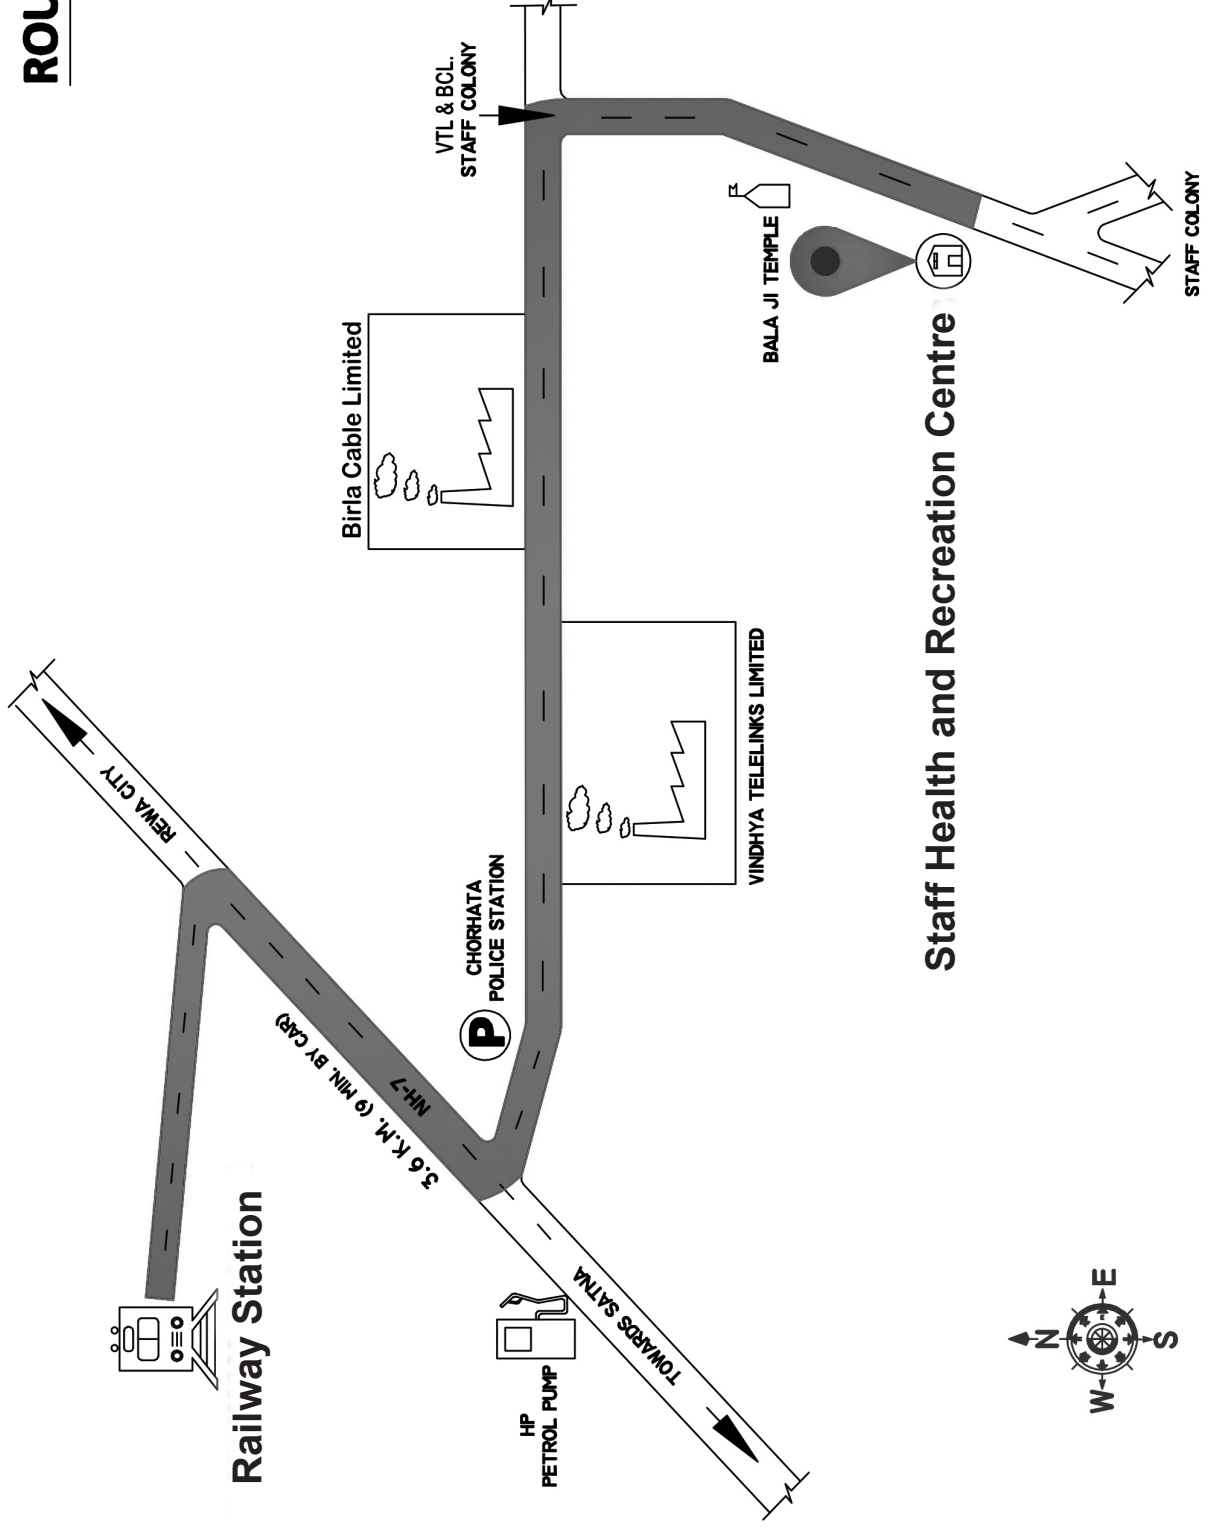 ROU
VTL & BCL.
STAFF COLONY
Birla Cable Limited
BALA JI TEMPLE
STAFF COLONY
Staff Health and Recreation Centre
VINDHYA TELELINKS LIMITED
REWA CITY
CHORHATA
POLICE STATION
P
NH-7
3.6 K.M. (9 MIN. BY CAR)
Railway Station
HP
PETROL PUMP
TOWARDS SATNA
N
E
S
W